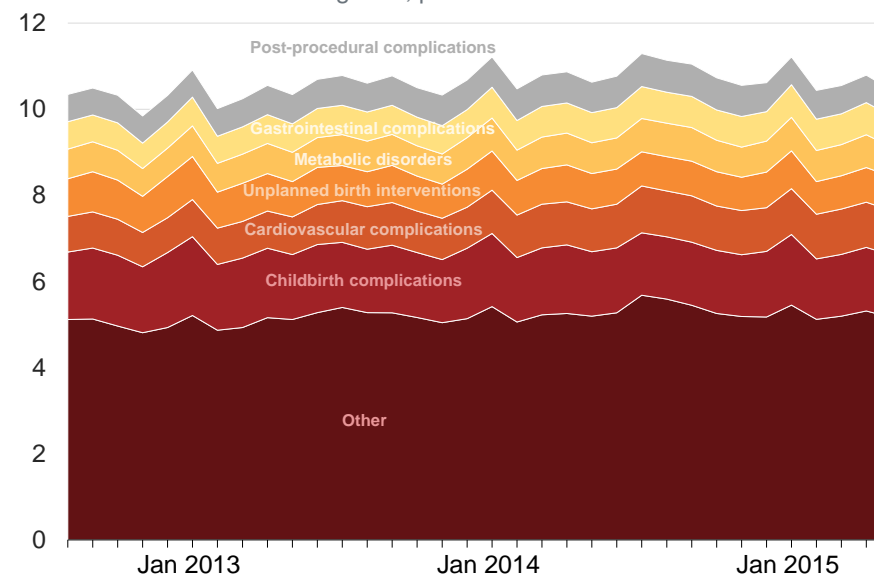 12
Post-procedural complications
10
Gastrointestinal complications
Metabolic disorders
8
Unplanned birth interventions
Cardiovascular complications
6
Childbirth complications
4
Other
2
0
Jan 2013 Jan 2014 Jan 2015